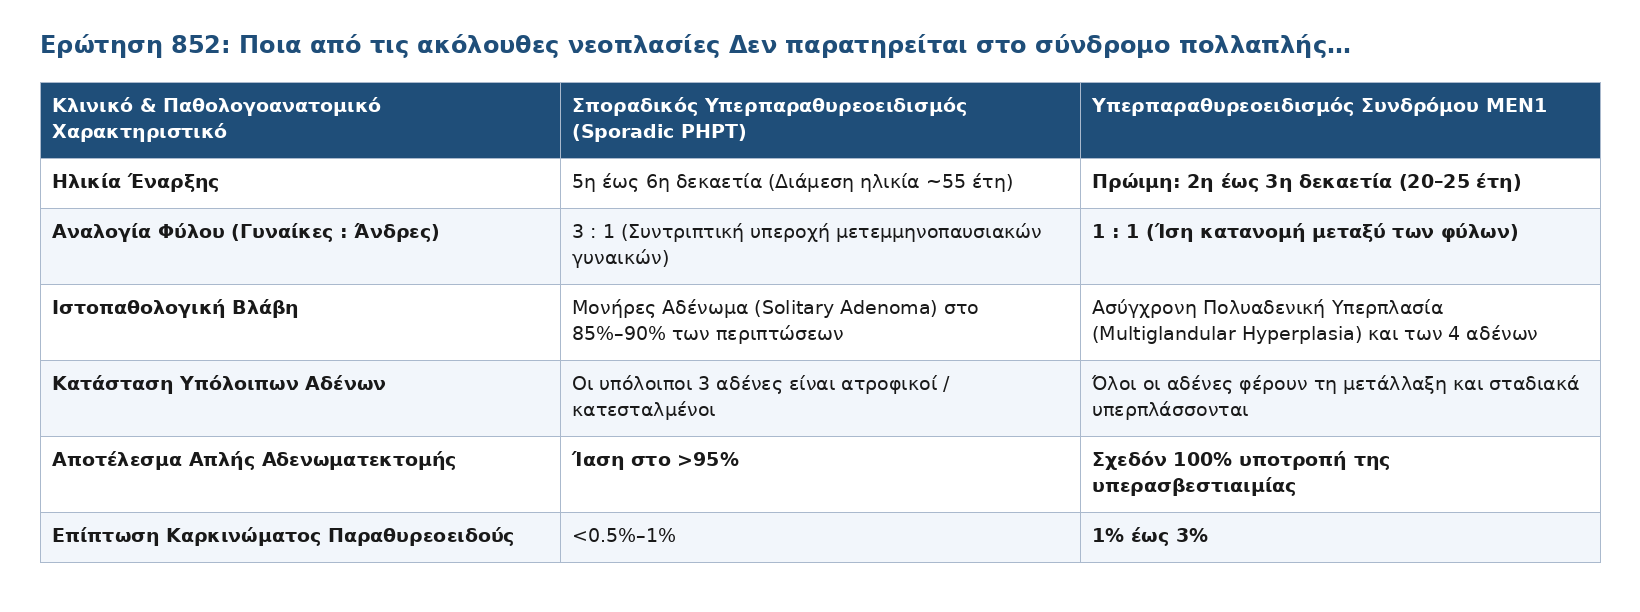 Ερώτηση 852: Ποια από τις ακόλουθες νεοπλασίες Δεν παρατηρείται στο σύνδρομο πολλαπλής...
Κλινικό & Παθολογοανατομικό
Χαρακτηριστικό
Σποραδικός Υπερπαραθυρεοειδισμός
(Sporadic PHPT)
Υπερπαραθυρεοειδισμός Συνδρόμου MEN1
Ηλικία Έναρξης
5η έως 6η δεκαετία (Διάμεση ηλικία ~55 έτη)
Πρώιμη: 2η έως 3η δεκαετία (20–25 έτη)
Αναλογία Φύλου (Γυναίκες : Άνδρες)
3 : 1 (Συντριπτική υπεροχή μετεμμηνοπαυσιακών
γυναικών)
1 : 1 (Ίση κατανομή μεταξύ των φύλων)
Ιστοπαθολογική Βλάβη
Μονήρες Αδένωμα (Solitary Adenoma) στο
85%–90% των περιπτώσεων
Ασύγχρονη Πολυαδενική Υπερπλασία
(Multiglandular Hyperplasia) και των 4 αδένων
Κατάσταση Υπόλοιπων Αδένων
Οι υπόλοιποι 3 αδένες είναι ατροφικοί /
κατεσταλμένοι
Όλοι οι αδένες φέρουν τη μετάλλαξη και σταδιακά
υπερπλάσσονται
Αποτέλεσμα Απλής Αδενωματεκτομής
Ίαση στο >95%
Σχεδόν 100% υποτροπή της
υπερασβεστιαιμίας
Επίπτωση Καρκινώματος Παραθυρεοειδούς
<0.5%–1%
1% έως 3%